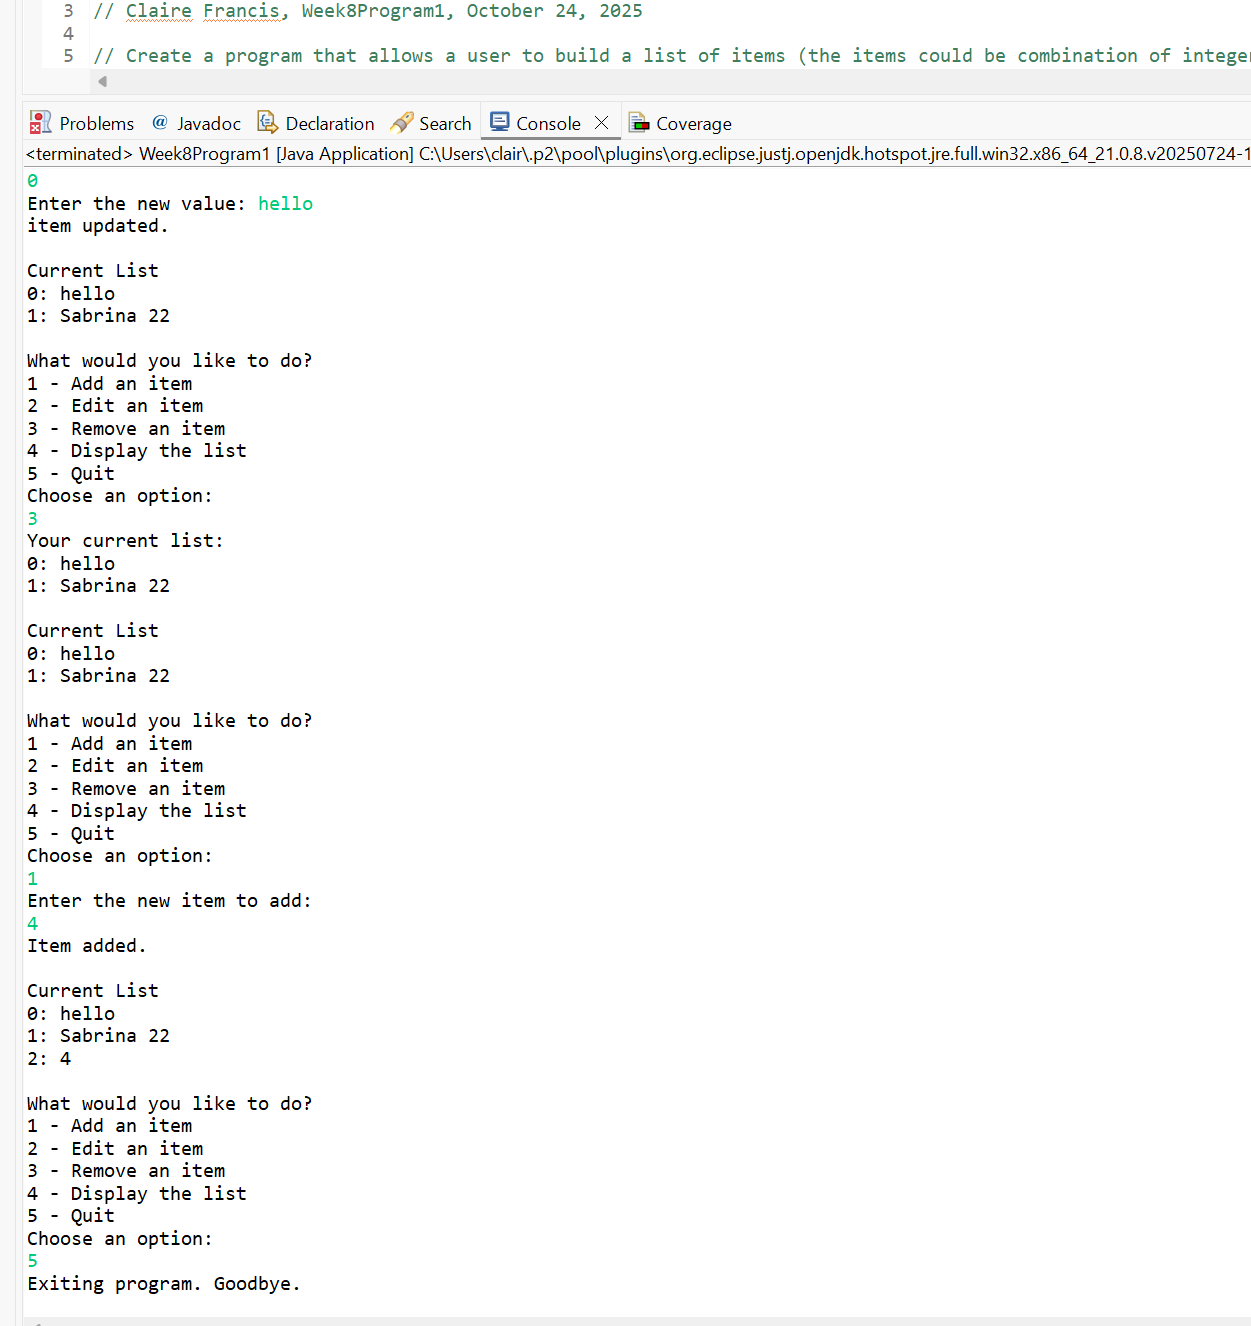 3 // Claire Francis, Week8Program1, October 24, 2025
4
5 // Create a program that allows a user to build a list of items (the items could be combination of intege
Problems @ Javadoc Declaration Search Console Coverage
<terminated> Week8Program1 [Java Application] C:\Users\clair\.p2\pool\plugins\org.eclipse.justj.openjdk.hotspot.jre.full.win32.x86_64_21.0.8.v20250724-1
0
Enter the new value: hello
item updated.
Current List
0: hello
1: Sabrina 22
What would you like to do?
1 - Add an item
2 - Edit an item
3 - Remove an item
4 - Display the list
5 - Quit
Choose an option:
3
Your current list:
0: hello
1: Sabrina 22
Current List
0: hello
1: Sabrina 22
What would you like to do?
1 - Add an item
2 - Edit an item
3 - Remove an item
4 - Display the list
5 - Quit
Choose an option:
1
Enter the new item to add:
4
Item added.
Current List
0: hello
1: Sabrina 22
2: 4
What would you like to do?
1 - Add an item
2 - Edit an item
3 - Remove an item
4 - Display the list
5 - Quit
Choose an option:
5
Exiting program. Goodbye.